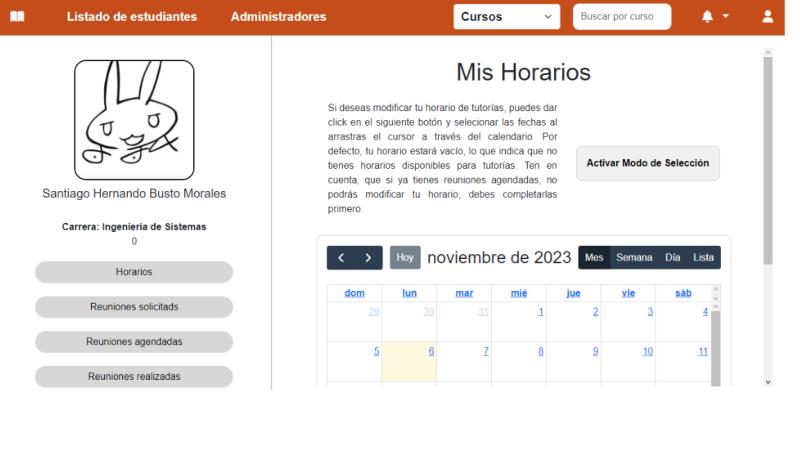 Listado de estudiantes
Administradores
Cursos
Buscar por curso
Santiago Hernando Busto Morales
Carrera: Ingenieria de Sistemas
0
Horarios
Reuniones solicitads
Reuniones agendadas
Reuniones realizadas
Mis Horarios
Si deseas modificar tu horario de tutorías, puedes dar
click en el siguiente botón y selecionar las fechas al
arrastras el cursor a través del calendario. Por
defecto, tu horario estará vacío, lo que indica que no
tienes horarios disponibles para tutorías. Ten en
cuenta, que si ya tienes reuniones agendadas, no
podrás modificar tu horario, debes completarlas
primero.
Activar Modo de Selección
Hoy
noviembre de 2023
Mes Semana Día Lista
dom lun mar mié jue vie sáb
29 30 31 1 2 3 4
5 6 7 8 9 10 11